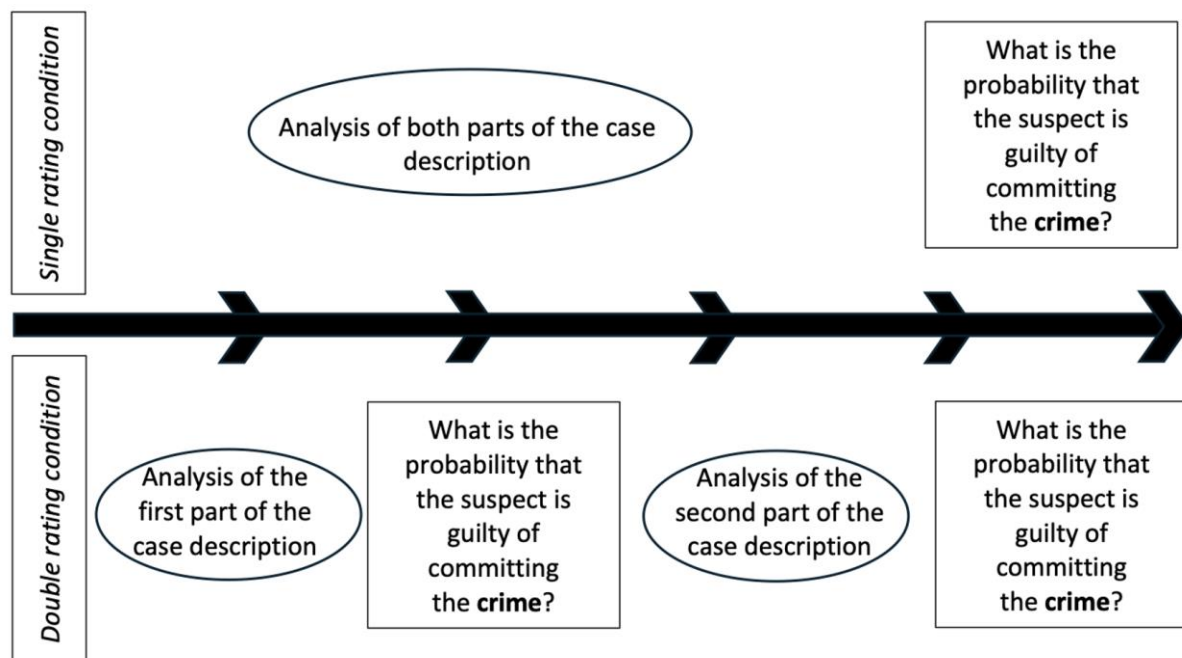 Single rating condition
Analysis of both parts of the case
description
What is the
probability that
the suspect is
guilty of
committing
the crime?
Double rating condition
Analysis of the
first part of the
case description
What is the
probability that
the suspect is
guilty of
committing
the crime?
Analysis of the
second part of the
case description
What is the
probability that
the suspect is
guilty of
committing
the crime?